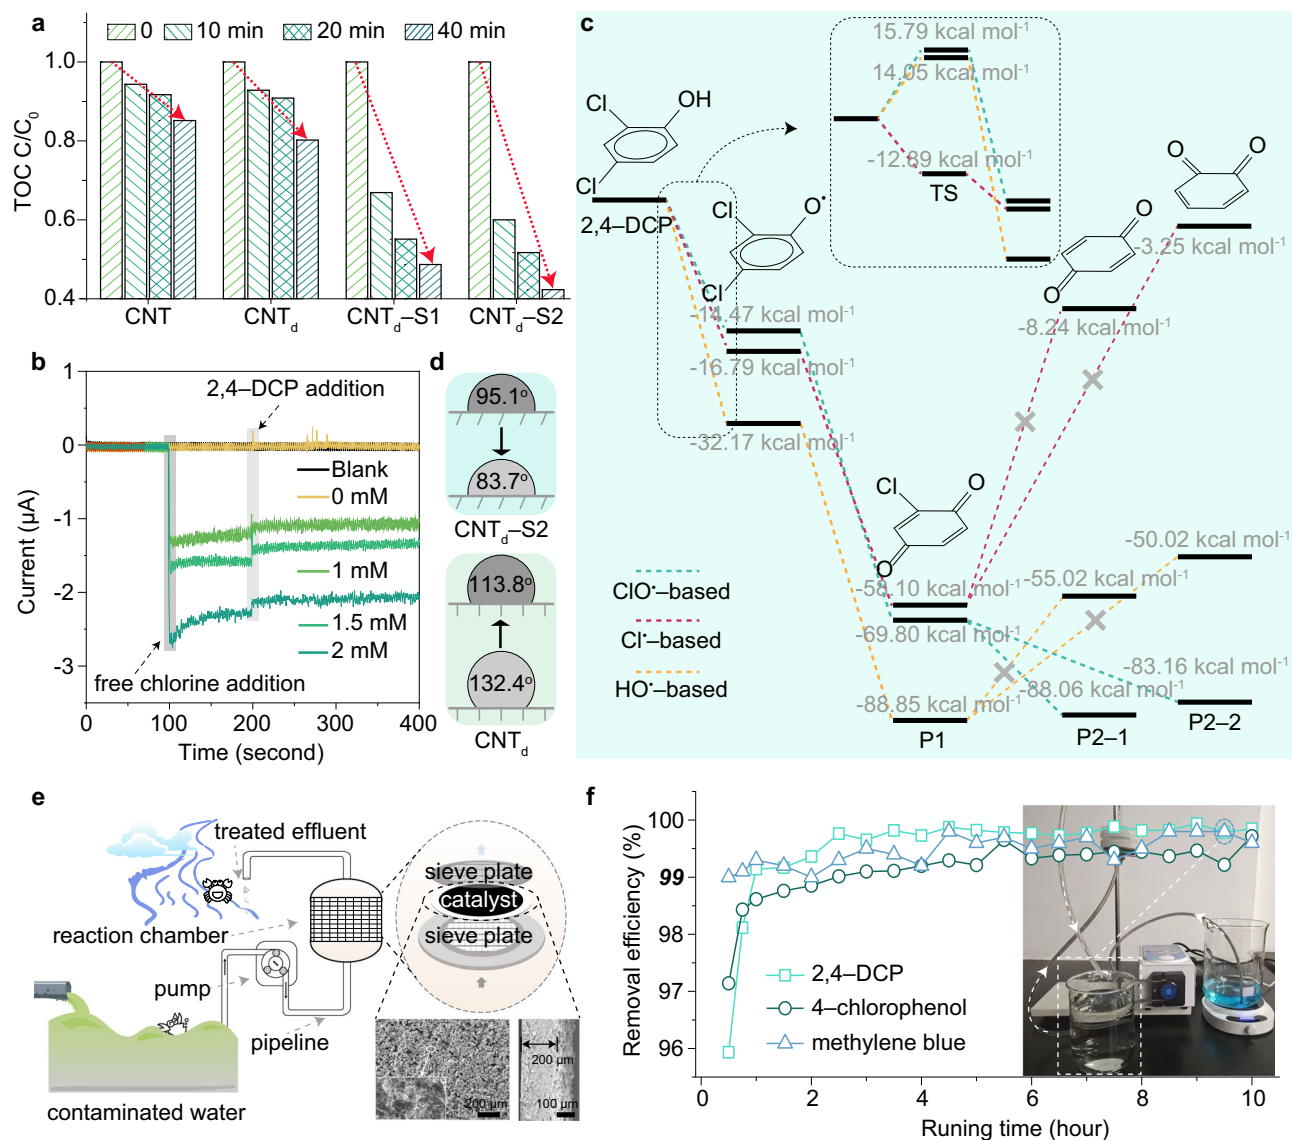 a
0 10 min 20 min 40 min
TOC C/C0
1.0
0.8
0.6
0.4
CNT CNTd CNTd–S1 CNTd–S2
b
Current (μA)
1
0
-1
-2
-3
2,4–DCP addition
Blank
0 mM
1 mM
1.5 mM
2 mM
free chlorine addition
0 100 200 300 400
Time (second)
d
95.1°
83.7°
CNTd–S2
113.8°
132.4°
CNTd
c
Cl
OH
Cl
2,4–DCP
15.79 kcal mol-1
14.05 kcal mol-1
-12.89 kcal mol-1
TS
Cl
O•
Cl
-14.47 kcal mol-1
-16.79 kcal mol-1
-32.17 kcal mol-1
O
O
-3.25 kcal mol-1
O
O
-8.24 kcal mol-1
Cl
O
O
-58.10 kcal mol-1
-69.80 kcal mol-1
-88.85 kcal mol-1
P1
-50.02 kcal mol-1
-55.02 kcal mol-1
-83.16 kcal mol-1
-88.06 kcal mol-1
P2–1
P2–2
ClO•–based
Cl•–based
HO•–based
e
treated effluent
reaction chamber
pump
pipeline
contaminated water
sieve plate
catalyst
sieve plate
200 μm
200 μm
100 μm
f
Removal efficiency (%)
100
99
99
98
97
96
2,4–DCP
4–chlorophenol
methylene blue
0 2 4 6 8 10
Runing time (hour)